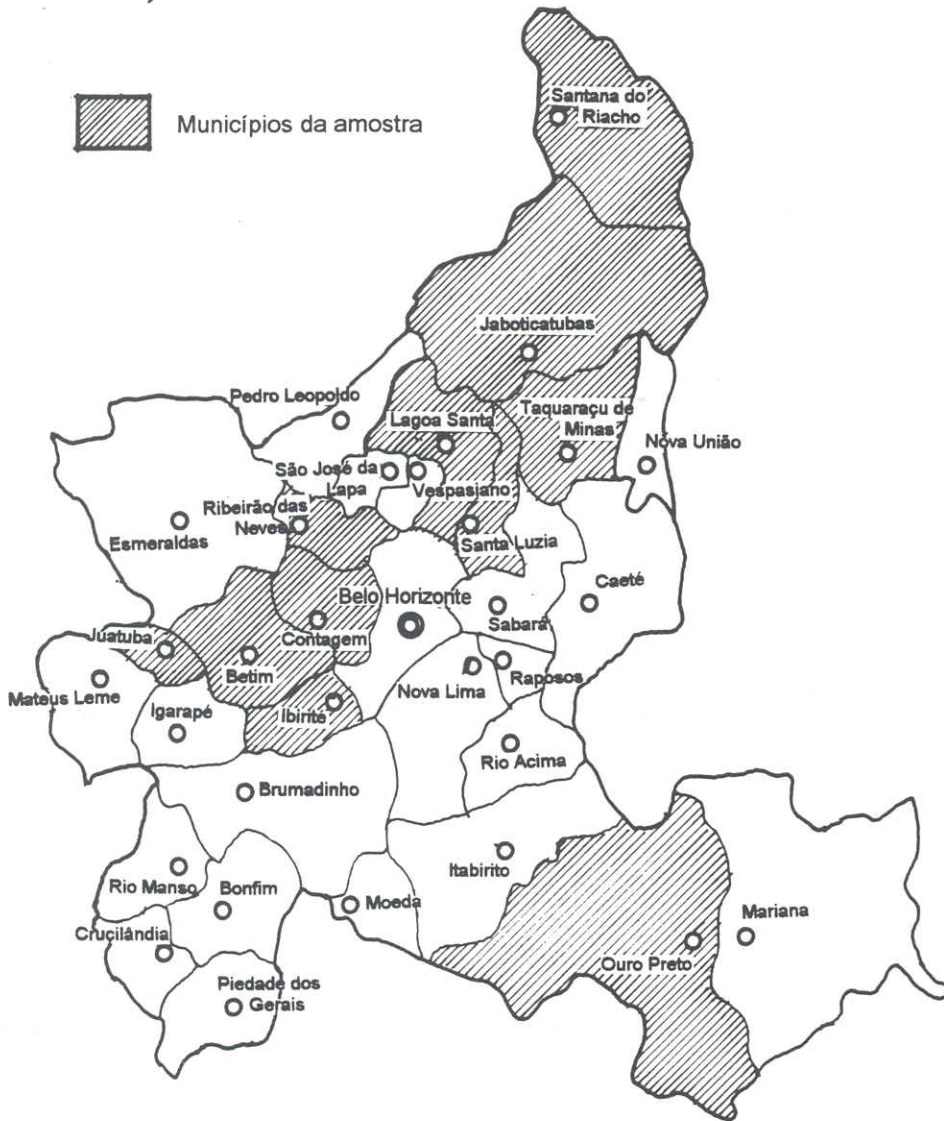 Municípios da amostra
Santana do
Riacho
Jaboticatubas
Pedro Leopoldo
Lagoa Santa
Taquaraçu de
Minas
Nova União
São José da
Lapa
Vespasiano
Ribeirão das
Neves
Esmeraldas
Santa Luzia
Caeté
Belo Horizonte
Sabará
Contagem
Juatuba
Betim
Mateus Leme
Nova Lima
Raposos
Igarapé
Ibirité
Rio Acima
Brumadinho
Itabirito
Rio Manso
Bonfim
Moeda
Mariana
Cruçilândia
Ouro Preto
Piedade dos
Gerais